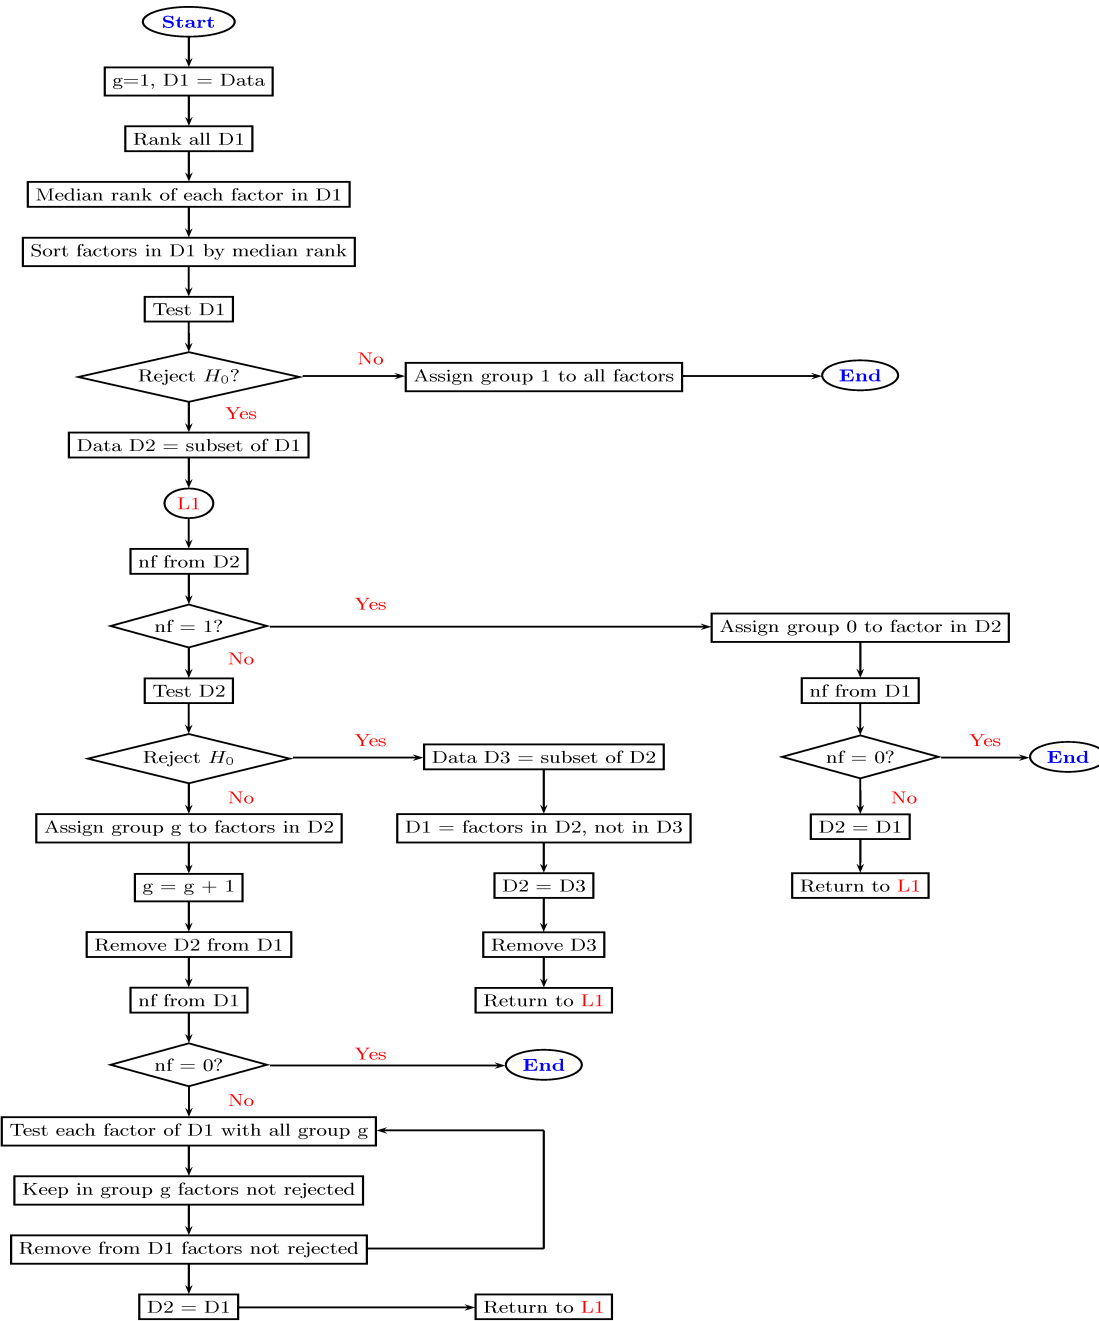 Start
g=1, D1 = Data
Rank all D1
Median rank of each factor in D1
Sort factors in D1 by median rank
Test D1
Reject H₀?
No
Assign group 1 to all factors
End
Yes
Data D2 = subset of D1
L1
nf from D2
nf = 1?
Yes
Assign group 0 to factor in D2
No
Test D2
nf from D1
Reject H₀
Yes
Data D3 = subset of D2
nf = 0?
Yes
End
No
Assign group g to factors in D2
D1 = factors in D2, not in D3
No
D2 = D1
g = g + 1
D2 = D3
Return to L1
Remove D2 from D1
Remove D3
nf from D1
Return to L1
nf = 0?
Yes
End
No
Test each factor of D1 with all group g
Keep in group g factors not rejected
Remove from D1 factors not rejected
D2 = D1
Return to L1